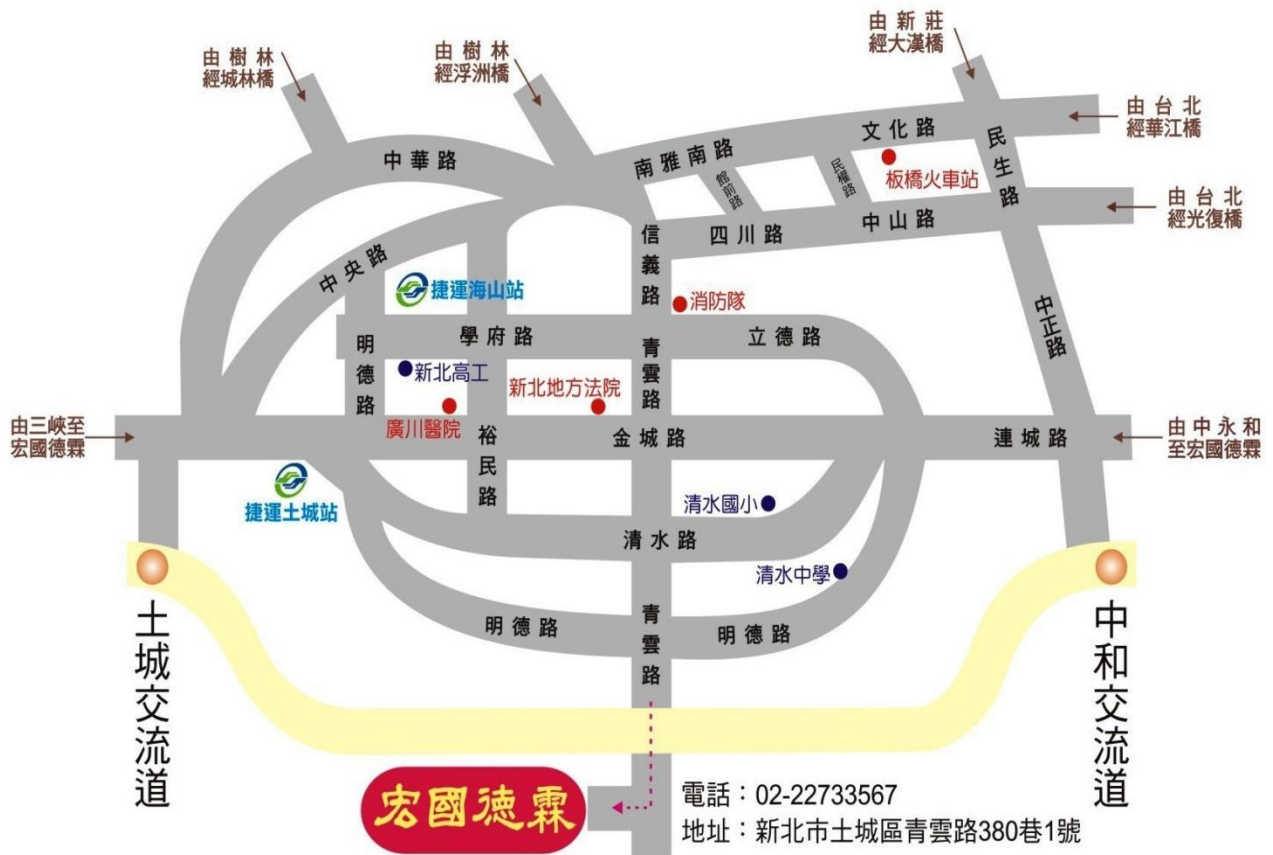 由新莊
經大漢橋
由樹林
經城林橋
由樹林
經浮洲橋
由台北
經華江橋
文化路
民生路
南雅南路
中華路
館前路
民權路
板橋火車站
由台北
經光復橋
中山路
四川路
信義路
中央路
捷運海山站
消防隊
中正路
學府路
立德路
明德路
青雲路
新北高工
新北地方法院
廣川醫院
由三峽至
宏國德霖
裕民路
金城路
連城路
由中永和
至宏國德霖
捷運土城站
清水國小
清水路
清水中學
土城交流道
中和交流道
明德路
青雲路
明德路
宏國德霖
電話：02-22733567
地址：新北市土城區青雲路380巷1號